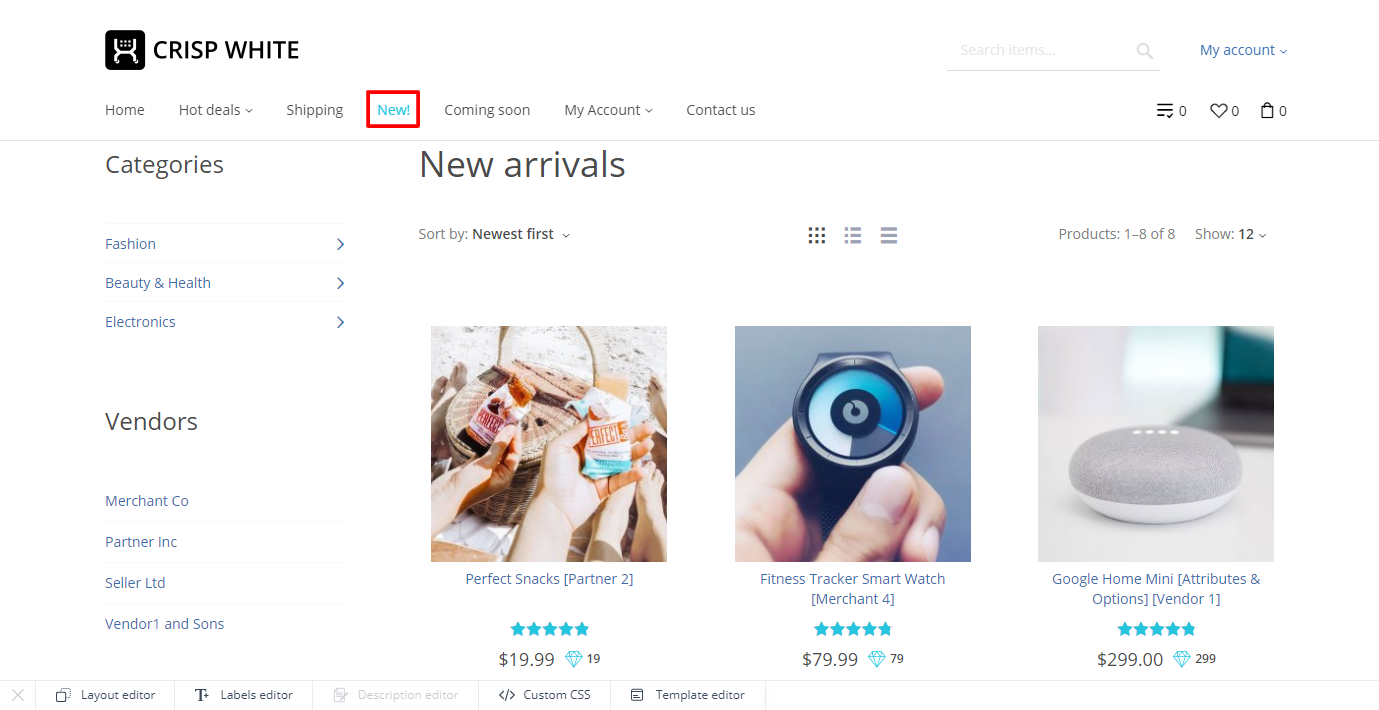 CRISP WHITE
Search items...
My account
Home Hot deals Shipping New! Coming soon My Account Contact us 0 0 0
Categories
Fashion
Beauty & Health
Electronics
Vendors
Merchant Co
Partner Inc
Seller Ltd
Vendor1 and Sons
New arrivals
Sort by: Newest first
Products: 1–8 of 8 Show: 12
PERFECT
PERFECT
Perfect Snacks [Partner 2]
$19.99 19
Fitness Tracker Smart Watch
[Merchant 4]
$79.99 79
Google Home Mini [Attributes &
Options] [Vendor 1]
$299.00 299
Layout editor Labels editor Description editor Custom CSS Template editor